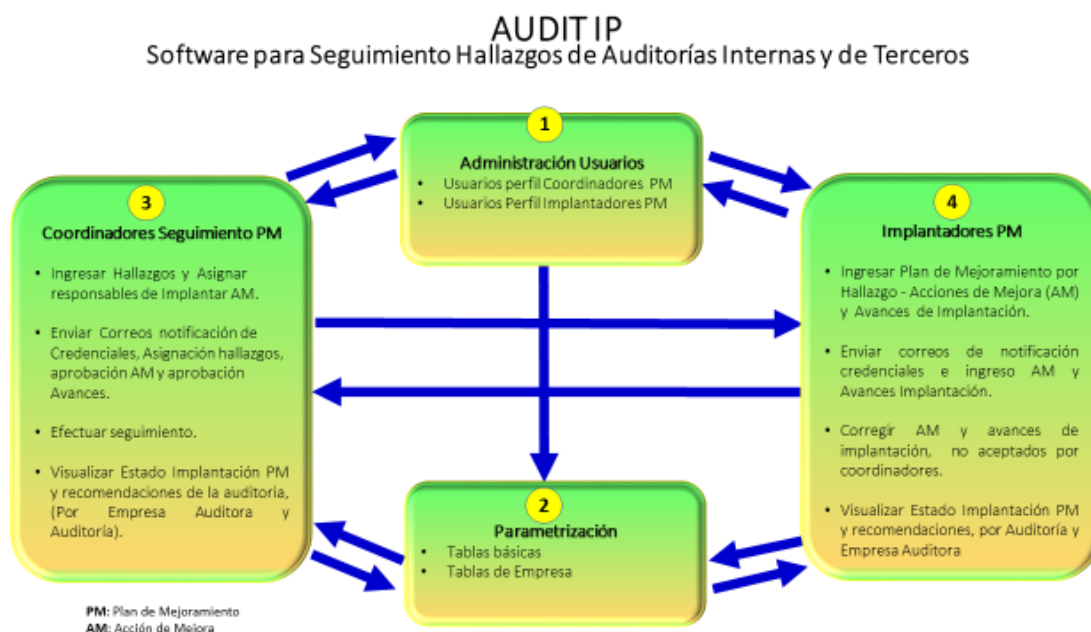 AUDIT IP
Software para Seguimiento Hallazgos de Auditorías Internas y de Terceros
1
Administración Usuarios
• Usuarios perfil Coordinadores PM
• Usuarios Perfil Implantadores PM
3
Coordinadores Seguimiento PM
• Ingresar Hallazgos y Asignar
responsables de Implantar AM.
• Enviar Correos notificación de
Credenciales, Asignación hallazgos,
aprobación AM y aprobación
Avances.
• Efectuar seguimiento.
• Visualizar Estado Implantación PM
y recomendaciones de la auditoría,
(Por Empresa Auditora y
Auditoría).
4
Implantadores PM
• Ingresar Plan de Mejoramiento por
Hallazgo - Acciones de Mejora (AM)
y Avances de Implantación.
• Enviar correos de notificación
credenciales e ingreso AM y
Avances Implantación.
• Corregir AM y avances de
implantación, no aceptados por
coordinadores.
• Visualizar Estado Implantación PM
y recomendaciones, por Auditoría y
Empresa Auditora
2
Parametrización
• Tablas básicas
• Tablas de Empresa
PM: Plan de Mejoramiento
AM: Acción de Mejora